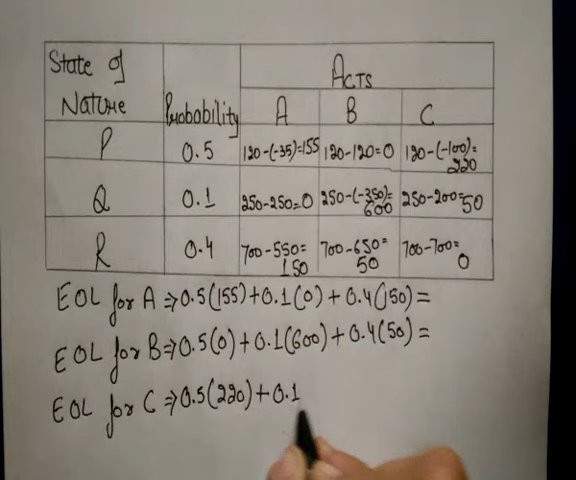 State of Nature Probability ACTS
A B C
P 0.5 120-(-35)=155 120-120=0 120-(-100)=220
Q 0.1 250-250=0 250-(-350)=600 250-200=50
R 0.4 700-550=150 700-650=50 700-700=0
EOL for A ⇒ 0.5(155)+0.1(0)+0.4(150)=
EOL for B ⇒ 0.5(0)+0.1(600)+0.4(50)=
EOL for C ⇒ 0.5(220)+0.1